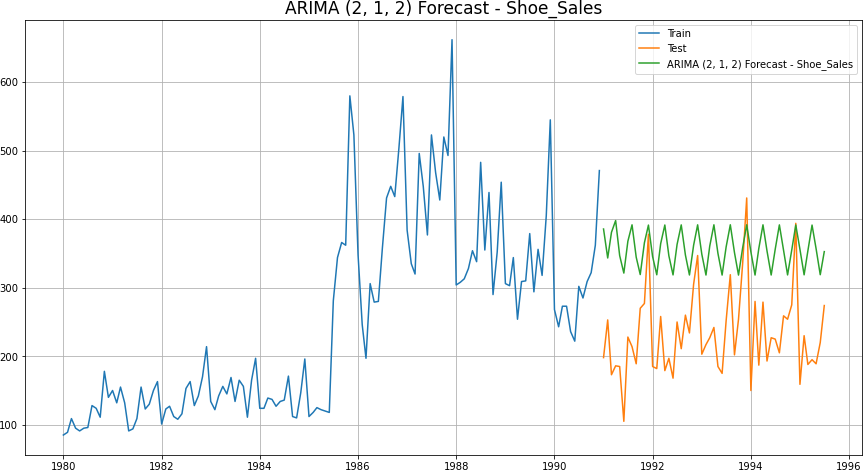 ARIMA (2, 1, 2) Forecast - Shoe_Sales
Train
Test
ARIMA (2, 1, 2) Forecast - Shoe_Sales
600
500
400
300
200
100
1980 1982 1984 1986 1988 1990 1992 1994 1996